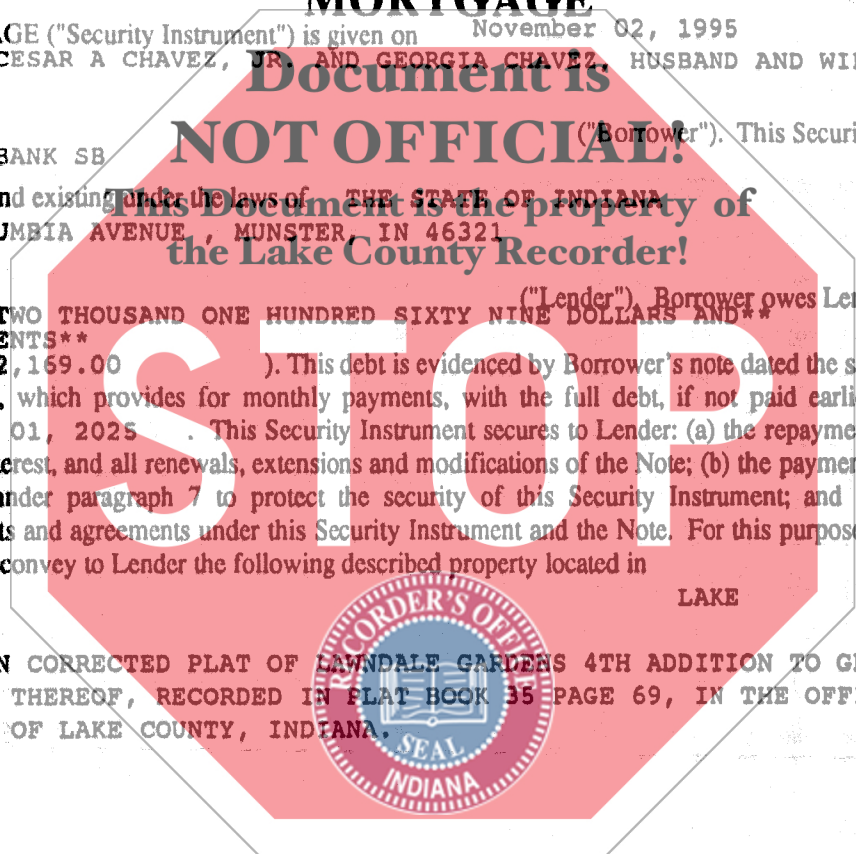 MORTGAGE
GE ("Security Instrument") is given on November 02, 1995
CESAR A CHAVEZ, JR. AND GEORGIA CHAVEZ, HUSBAND AND WI
Document is
NOT OFFICIAL!
("Borrower"). This Securi
BANK SB
nd existing under the laws of THE STATE OF INDIANA
This Document is the property of
UMBIA AVENUE , MUNSTER, IN 46321
the Lake County Recorder!
("Lender"). Borrower owes Le
TWO THOUSAND ONE HUNDRED SIXTY NINE DOLLARS AND**
ENTS**
2,169.00 ). This debt is evidenced by Borrower's note dated the s
, which provides for monthly payments, with the full debt, if not paid earli
01, 2025 . This Security Instrument secures to Lender: (a) the repayme
erest, and all renewals, extensions and modifications of the Note; (b) the paymen
nder paragraph 7 to protect the security of this Security Instrument; and
ts and agreements under this Security Instrument and the Note. For this purpose
convey to Lender the following described property located in
STOP
LAKE
N CORRECTED PLAT OF LAWNDALE GARDENS 4TH ADDITION TO G
THEREOF, RECORDED IN PLAT BOOK 35 PAGE 69, IN THE OFF
OF LAKE COUNTY, INDIANA.
RECORDER'S OFFICE
SEAL
INDIANA